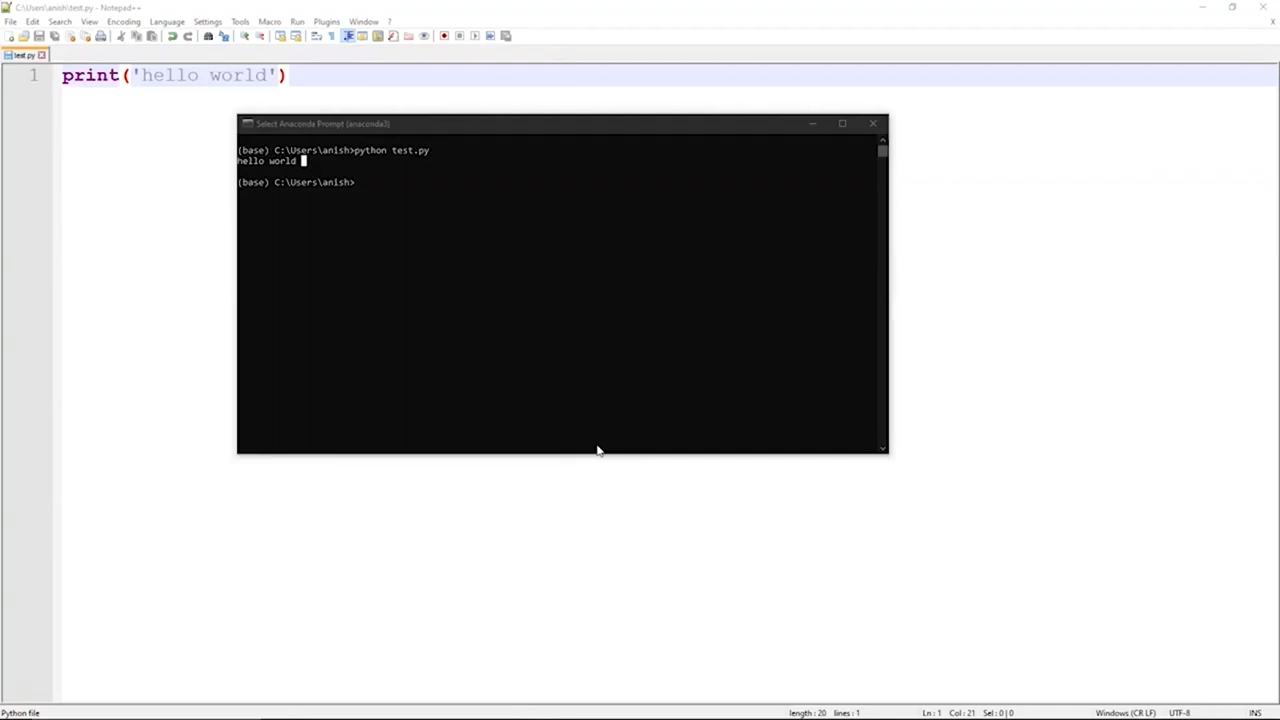 C:\Users\anish\test.py - Notepad++
File Edit Search View Encoding Language Settings Tools Macro Run Plugins Window ?
test.py
1 print('hello world')
Select Anaconda Prompt (anaconda3)
(base) C:\Users\anish>python test.py
hello world
(base) C:\Users\anish>
Python file length: 20 lines: 1 Ln: 1 Col: 21 Sel: 0 | 0 Windows (CR LF) UTF-8 INS